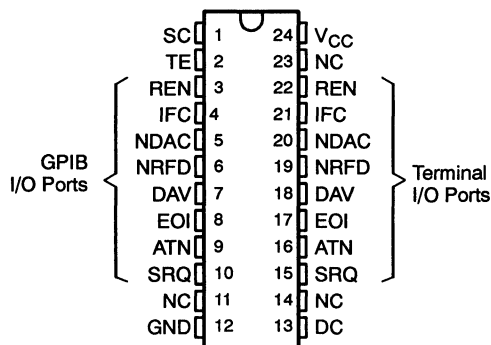 SC 1 24 VCC
TE 2 23 NC
REN 3 22 REN
IFC 4 21 IFC
NDAC 5 20 NDAC
GPIB
I/O Ports
NRFD 6 19 NRFD
Terminal
I/O Ports
DAV 7 18 DAV
EOI 8 17 EOI
ATN 9 16 ATN
SRQ 10 15 SRQ
NC 11 14 NC
GND 12 13 DC